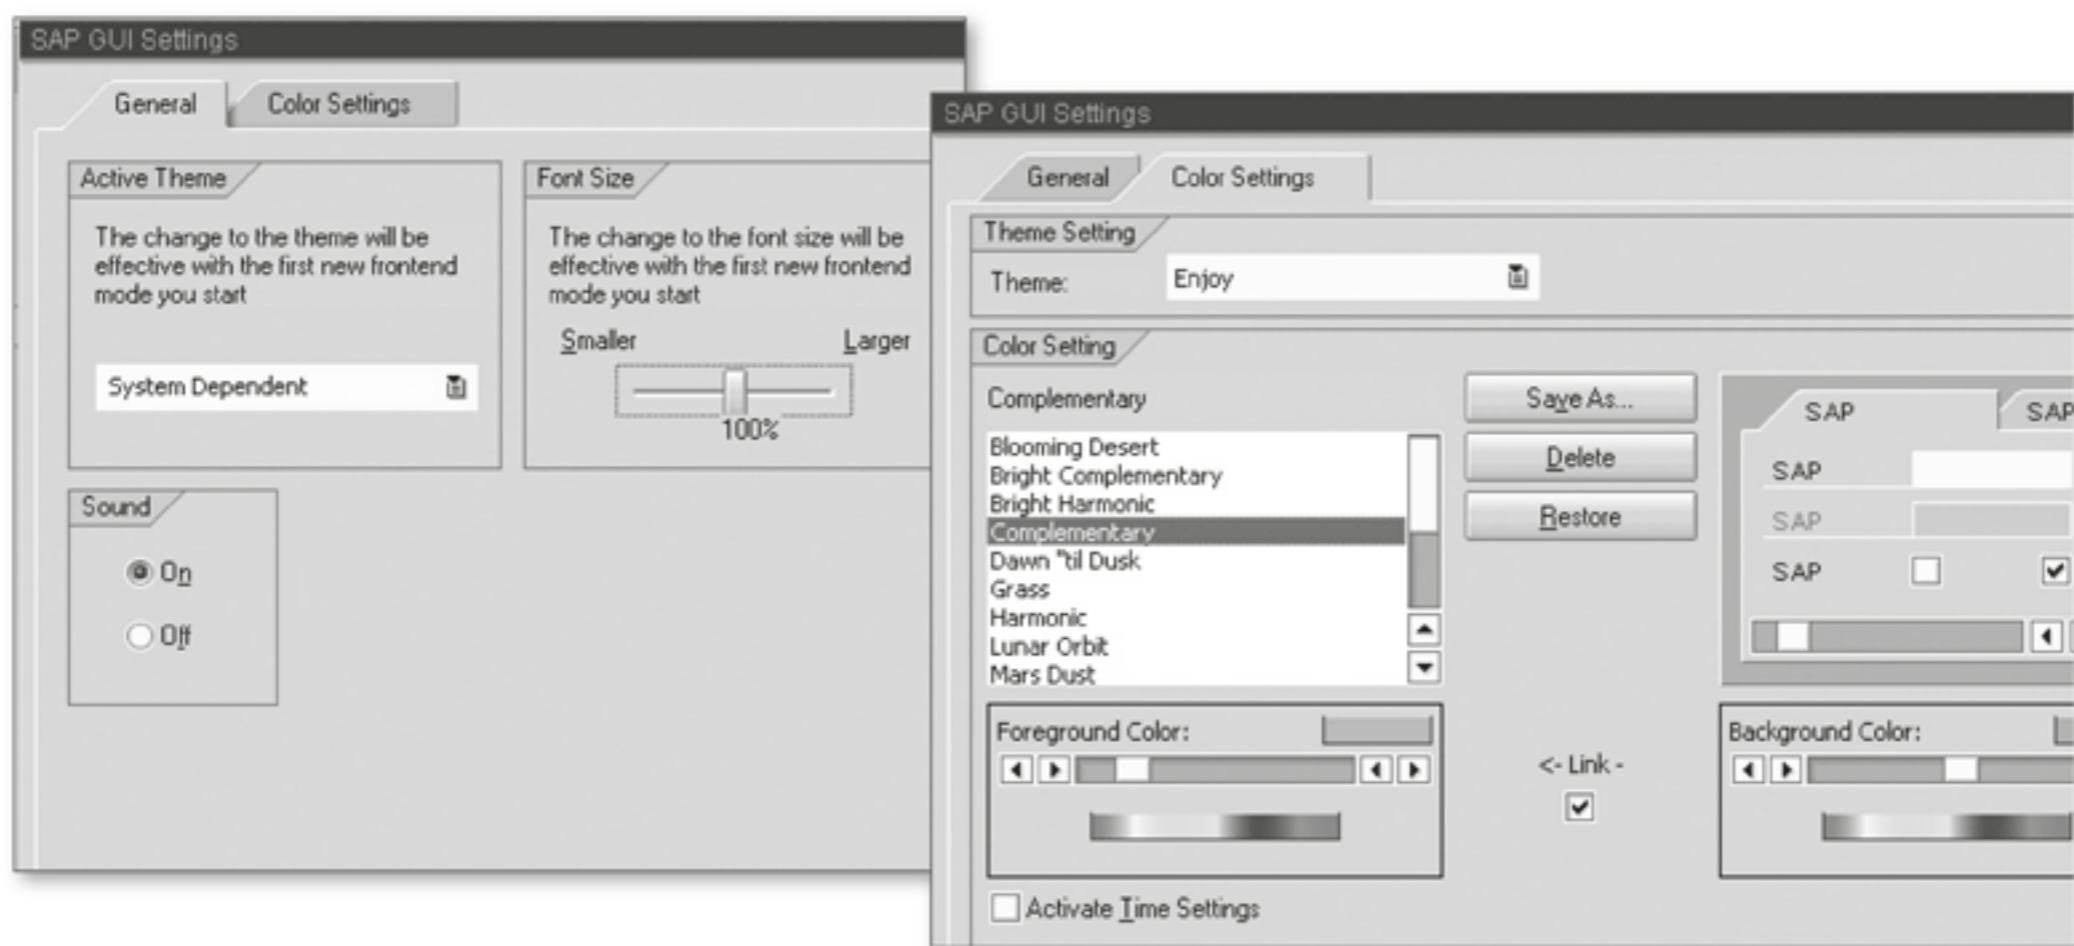 SAP GUI Settings
General
Color Settings
Active Theme
The change to the theme will be
effective with the first new frontend
mode you start
System Dependent
Font Size
The change to the font size will be
effective with the first new frontend
mode you start
Smaller Larger
100%
Sound
On
Off
SAP GUI Settings
General
Color Settings
Theme Setting
Theme: Enjoy
Color Setting
Complementary
Blooming Desert
Bright Complementary
Bright Harmonic
Complementary
Dawn "til Dusk
Grass
Harmonic
Lunar Orbit
Mars Dust
Save As...
Delete
Restore
SAP SAP
SAP
SAP
SAP
Foreground Color:
<- Link -
Background Color:
Activate Time Settings